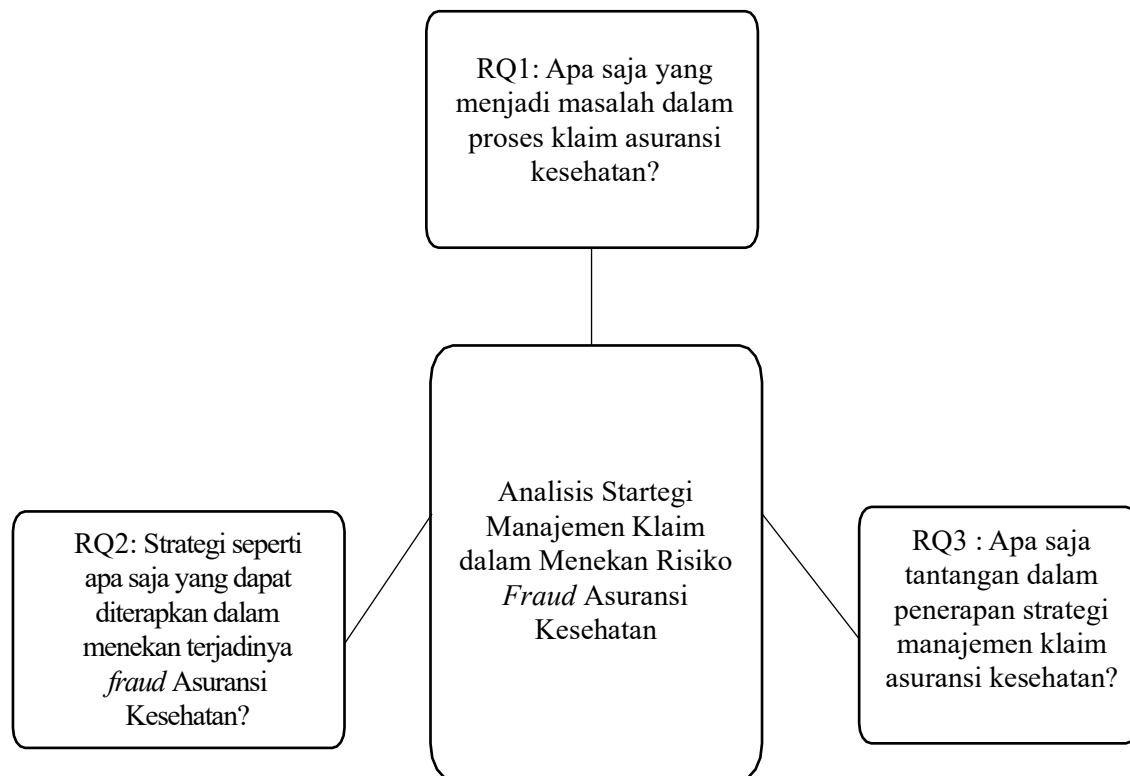 RQ1: Apa saja yang
menjadi masalah dalam
proses klaim asuransi
kesehatan?
Analisis Startegi
Manajemen Klaim
dalam Menekan Risiko
Fraud Asuransi
Kesehatan
RQ2: Strategi seperti
apa saja yang dapat
diterapkan dalam
menekan terjadinya
fraud Asuransi
Kesehatan?
RQ3 : Apa saja
tantangan dalam
penerapan strategi
manajemen klaim
asuransi kesehatan?